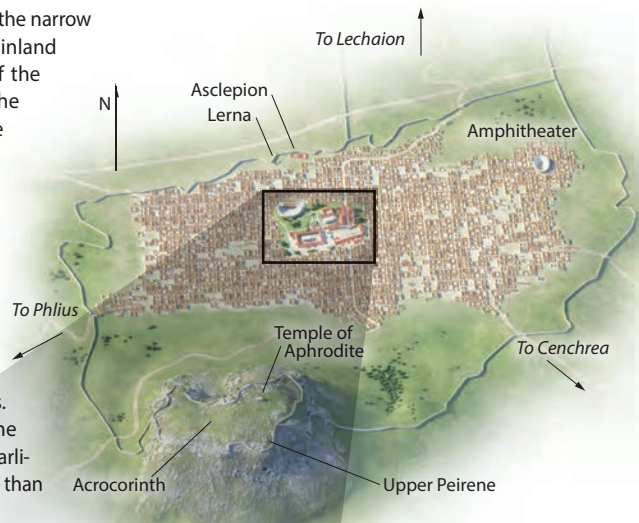 the narrow
inland
f the
he
e
To Lechaion
N
Asclepion
Lerna
Amphitheater
To Phlius
Temple of
Aphrodite
To Cenchrea
s.
ne
arli-
than
Acrocorinth
Upper Peirene